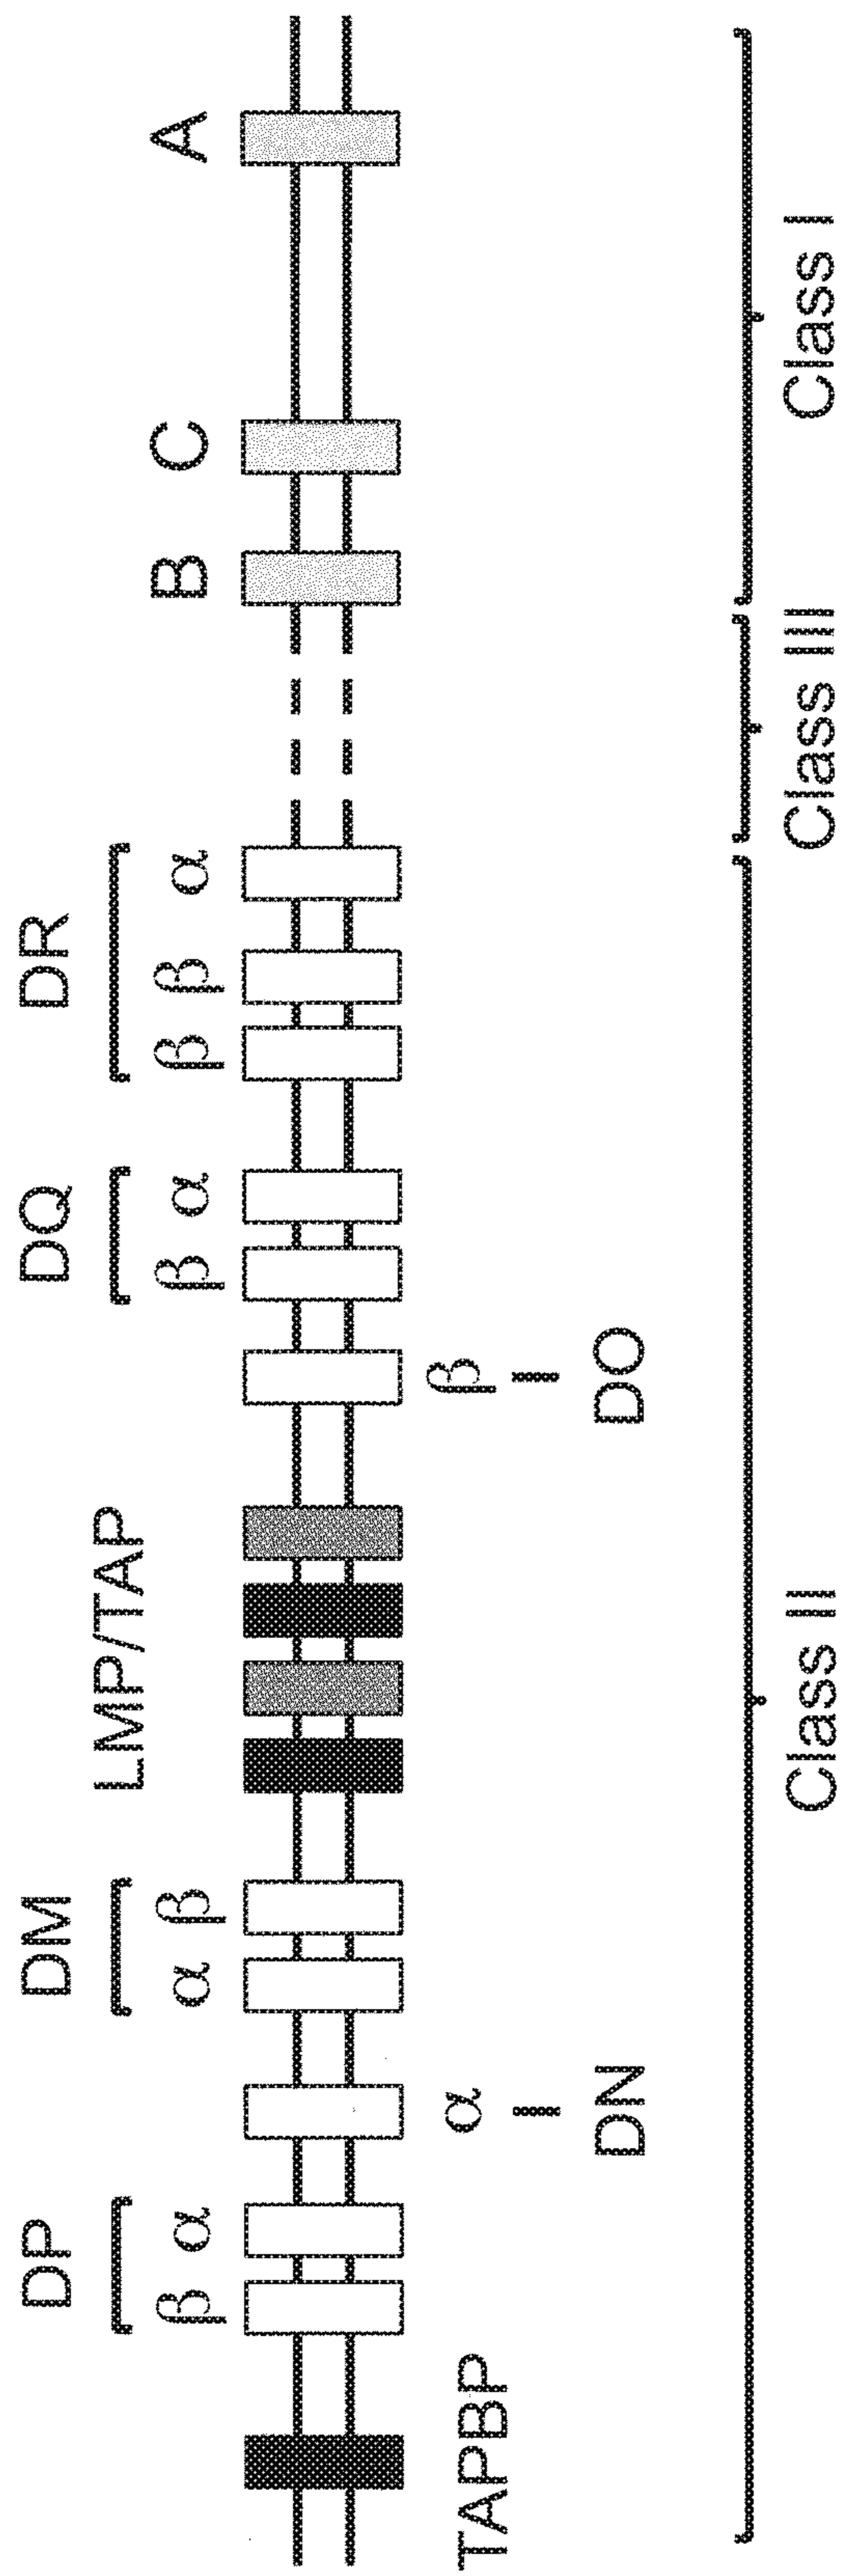 DP DM LMP/TAP DQ DR
β α α β β α β β α B C A
TAPBP α β
DN DO
Class II Class III Class I